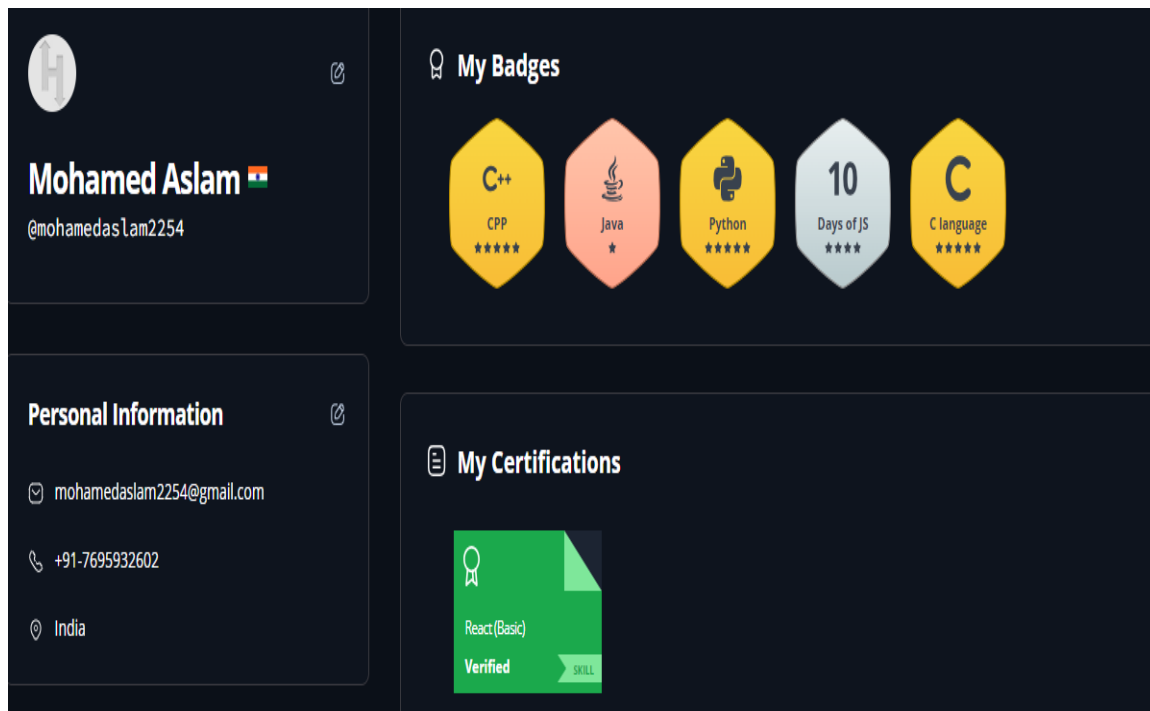 Mohamed Aslam
@mohamedaslam2254
Personal Information
mohamedaslam2254@gmail.com
+91-7695932602
India
My Badges
C++
CPP
Java
Python
10
Days of JS
C
C language
My Certifications
React (Basic)
Verified
SKILL